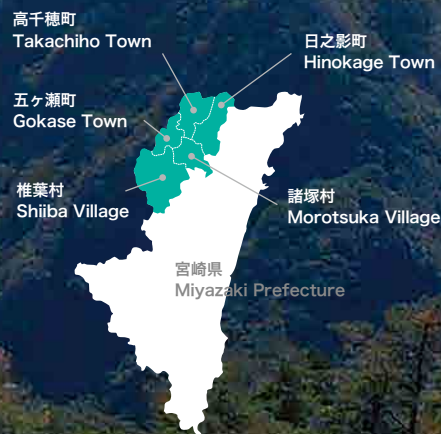 高千穂町
Takachiho Town
日之影町
Hinokage Town
五ヶ瀬町
Gokase Town
椎葉村
Shiiba Village
諸塚村
Morotsuka Village
宮崎県
Miyazaki Prefecture